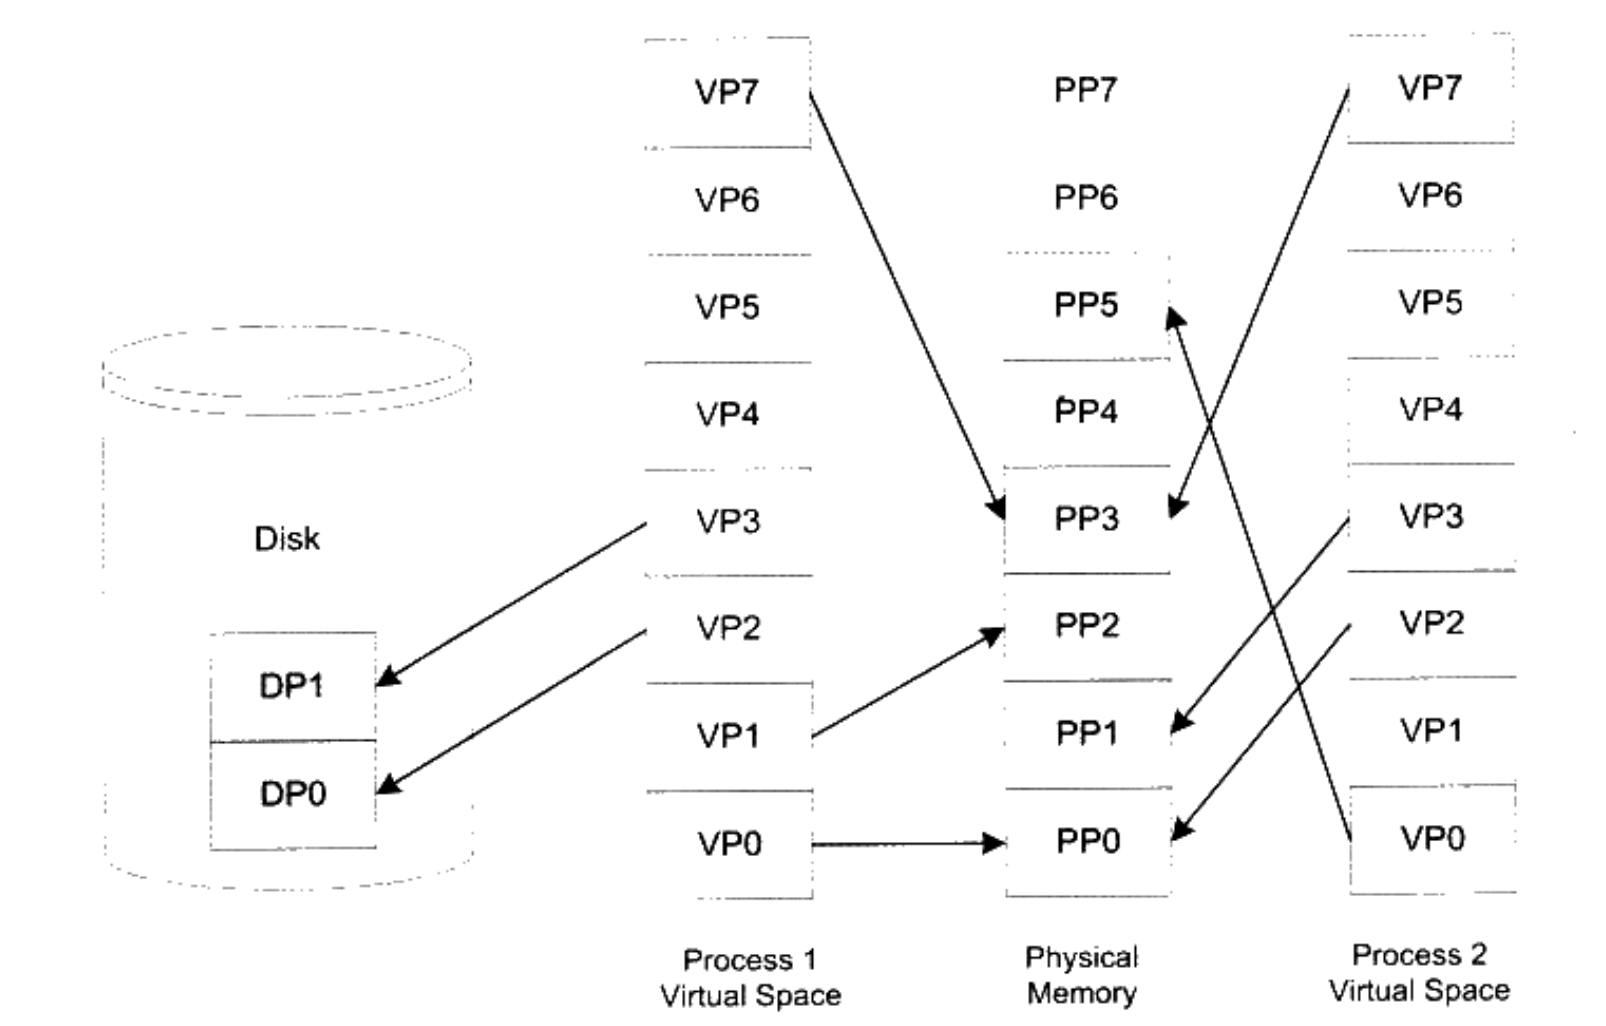 VP7
VP6
VP5
VP4
VP3
VP2
VP1
VP0
Process 1
Virtual Space
PP7
PP6
PP5
PP4
PP3
PP2
PP1
PP0
Physical
Memory
VP7
VP6
VP5
VP4
VP3
VP2
VP1
VP0
Process 2
Virtual Space
Disk
DP1
DP0